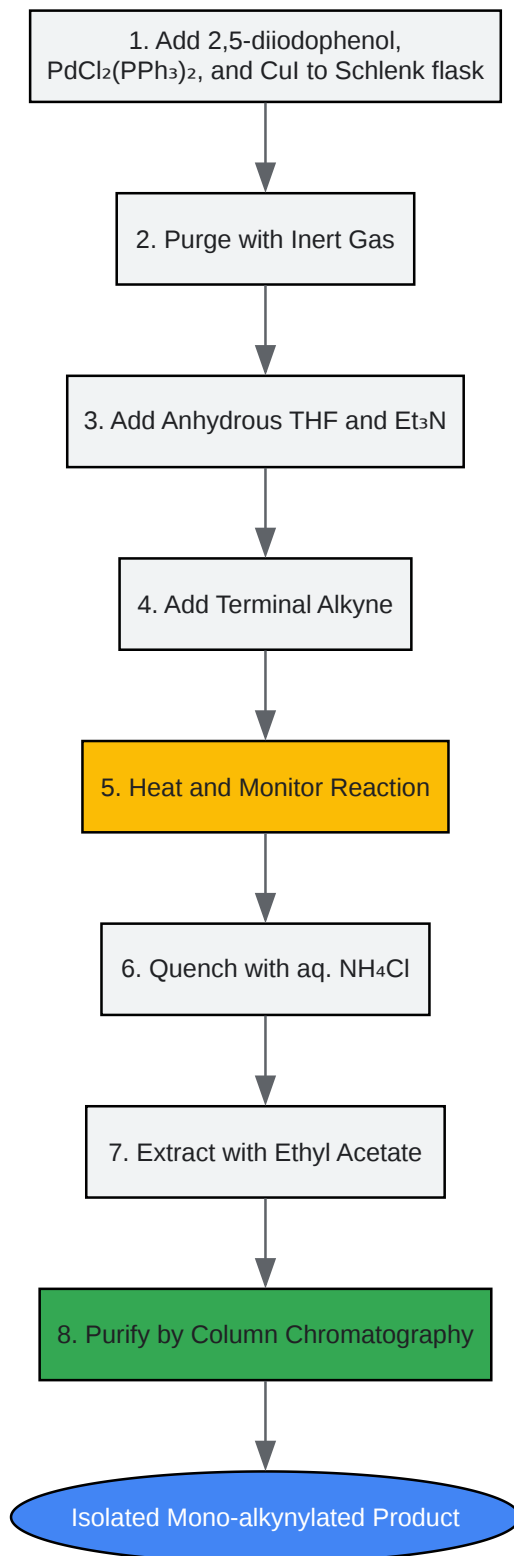 1. Add 2,5-diiodophenol,
PdCl₂(PPh₃)₂, and CuI to Schlenk flask
2. Purge with Inert Gas
3. Add Anhydrous THF and Et₃N
4. Add Terminal Alkyne
5. Heat and Monitor Reaction
6. Quench with aq. NH₄Cl
7. Extract with Ethyl Acetate
8. Purify by Column Chromatography
Isolated Mono-alkynylated Product